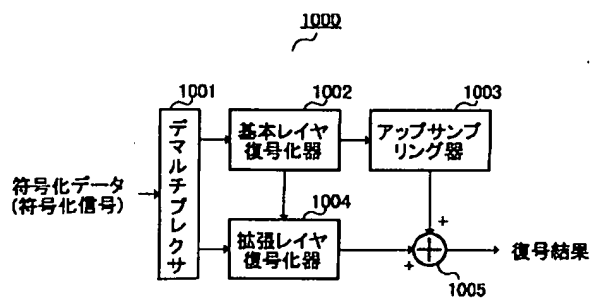 1000
1001
1002
1003
デマルチプレクサ
基本レイヤ
復号化器
アップサンプ
リング器
符号化データ
(符号化信号)
1004
拡張レイヤ
復号化器
+
+
復号結果
1005